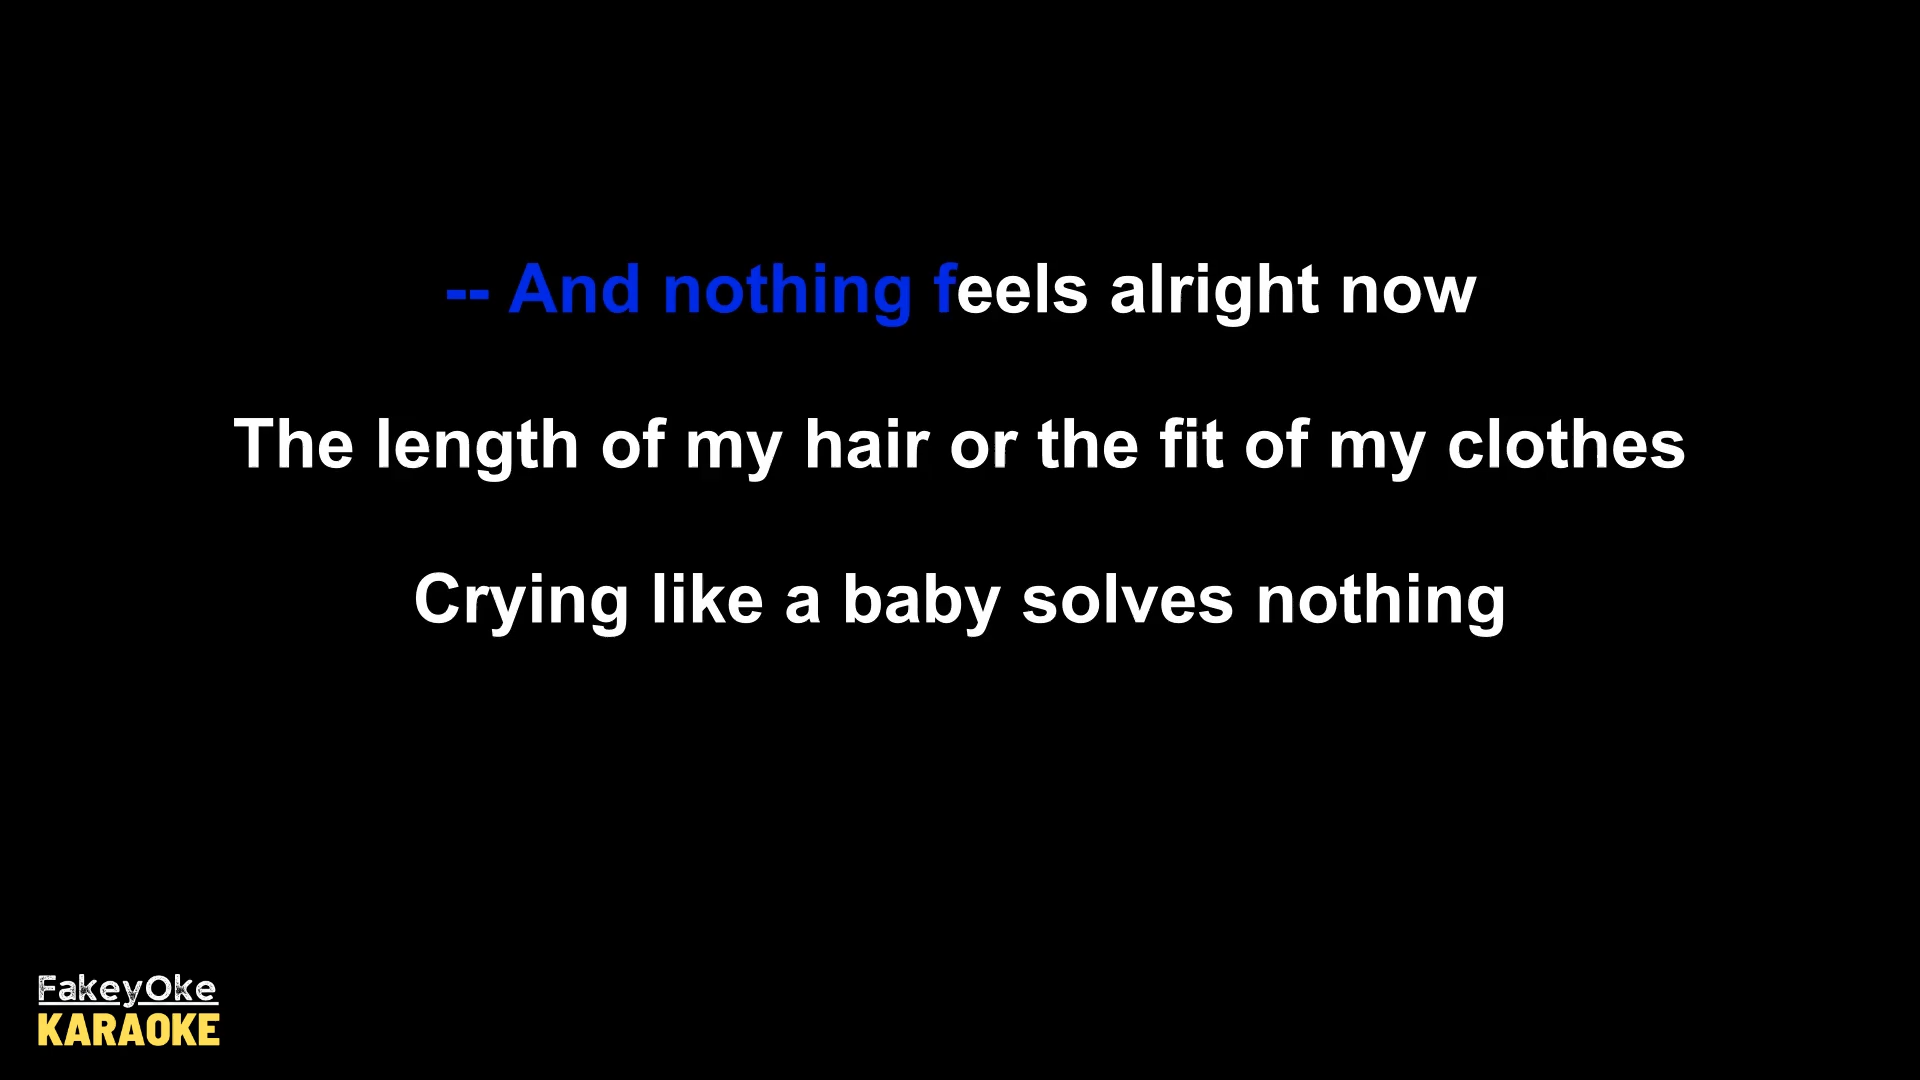 -- And nothing feels alright now
The length of my hair or the fit of my clothes
Crying like a baby solves nothing
FakeyOke
KARAOKE